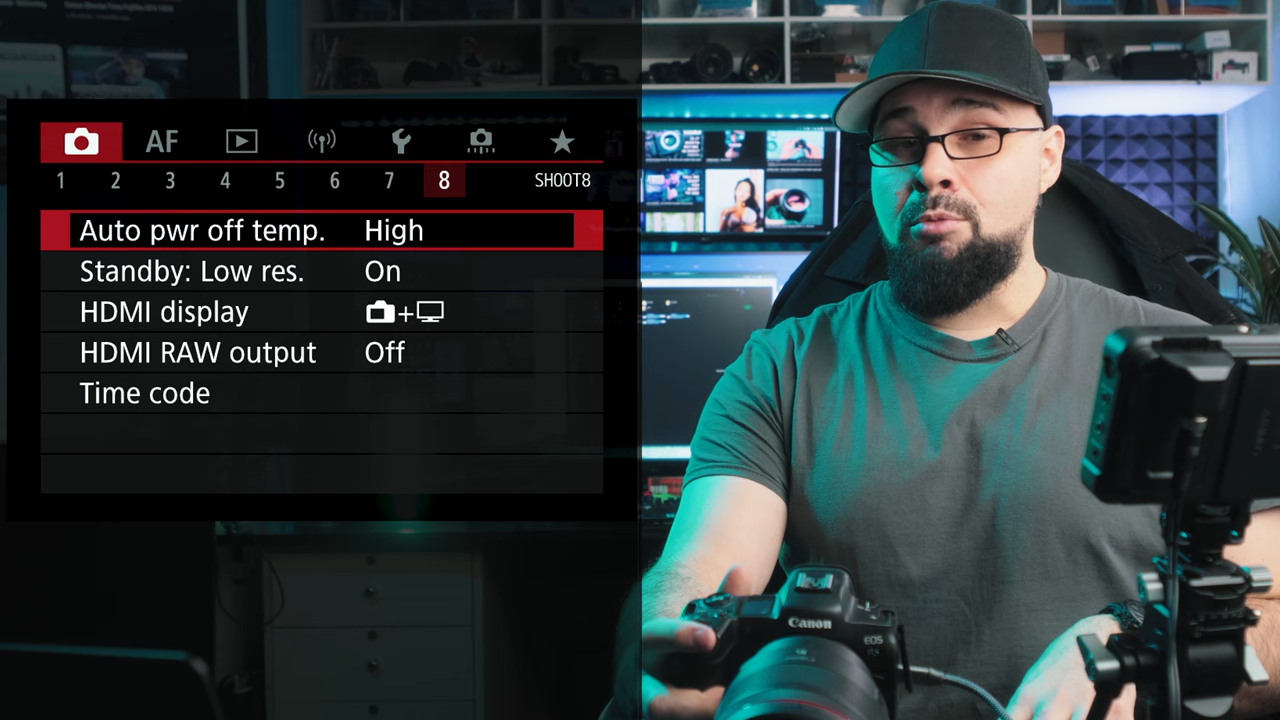 AF
1 2 3 4 5 6 7 8 SHOOT8
Auto pwr off temp. High
Standby: Low res. On
HDMI display +
HDMI RAW output Off
Time code
Canon
EOS